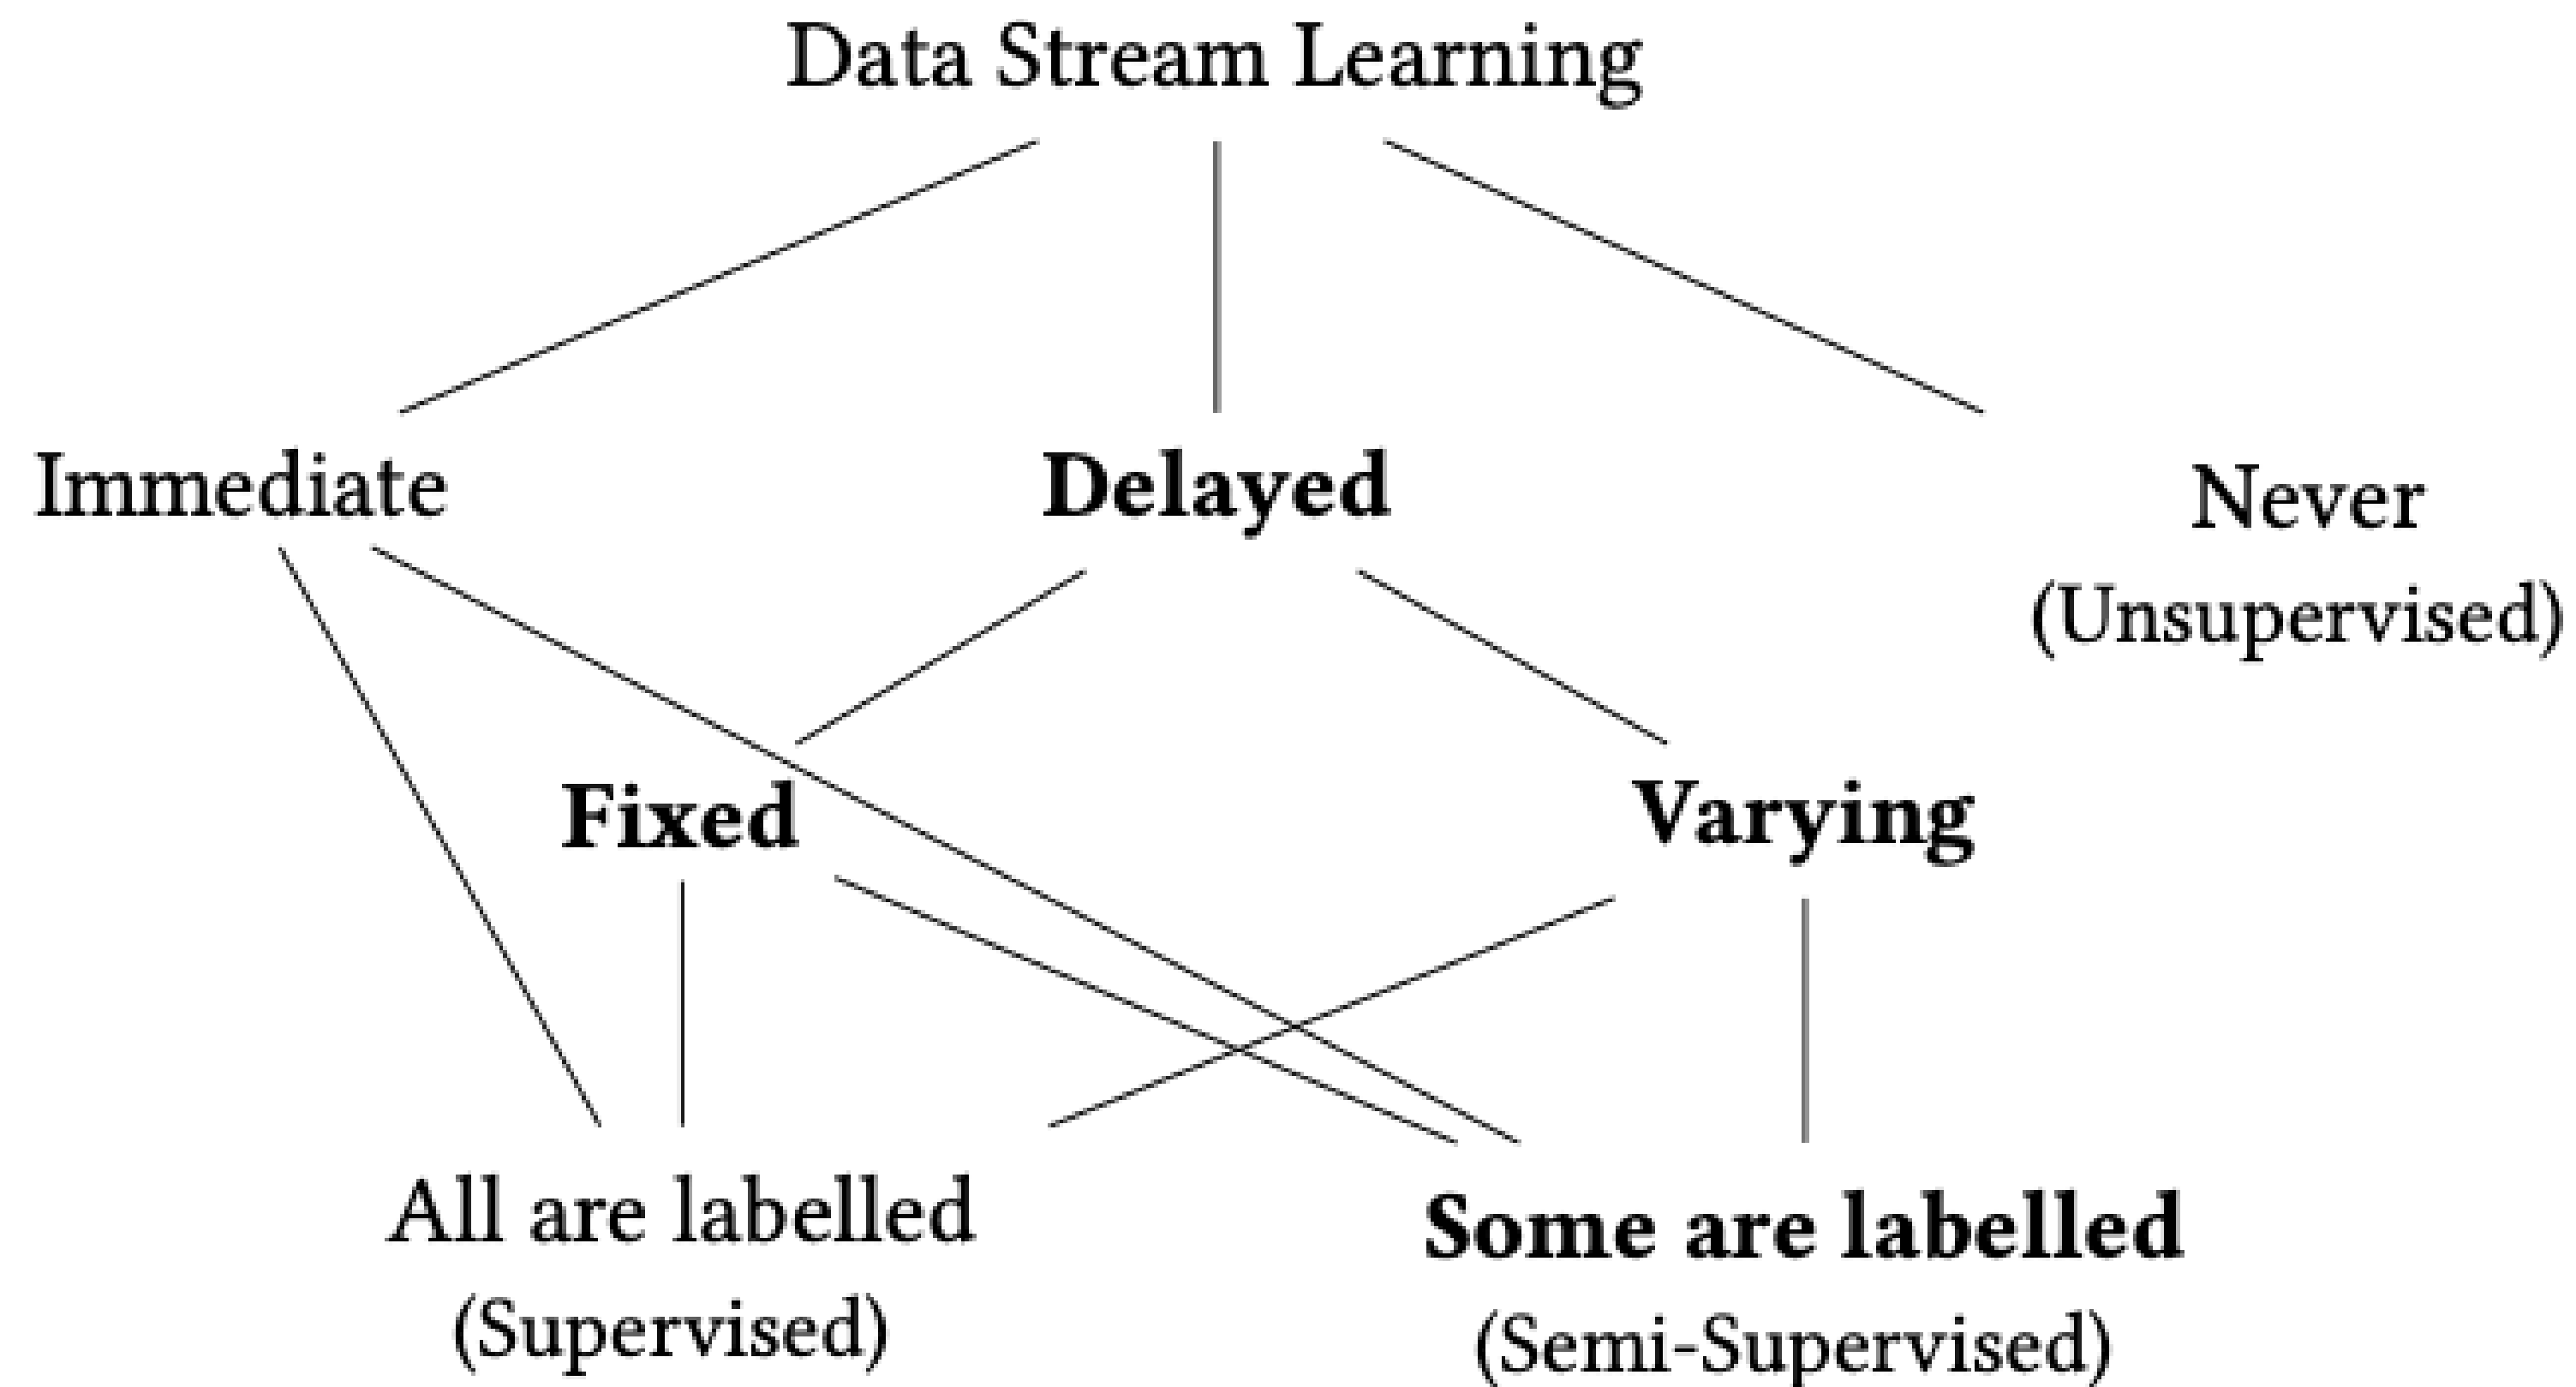 Data Stream Learning
Immediate
Delayed
Never
(Unsupervised)
Fixed
Varying
All are labelled
(Supervised)
Some are labelled
(Semi-Supervised)